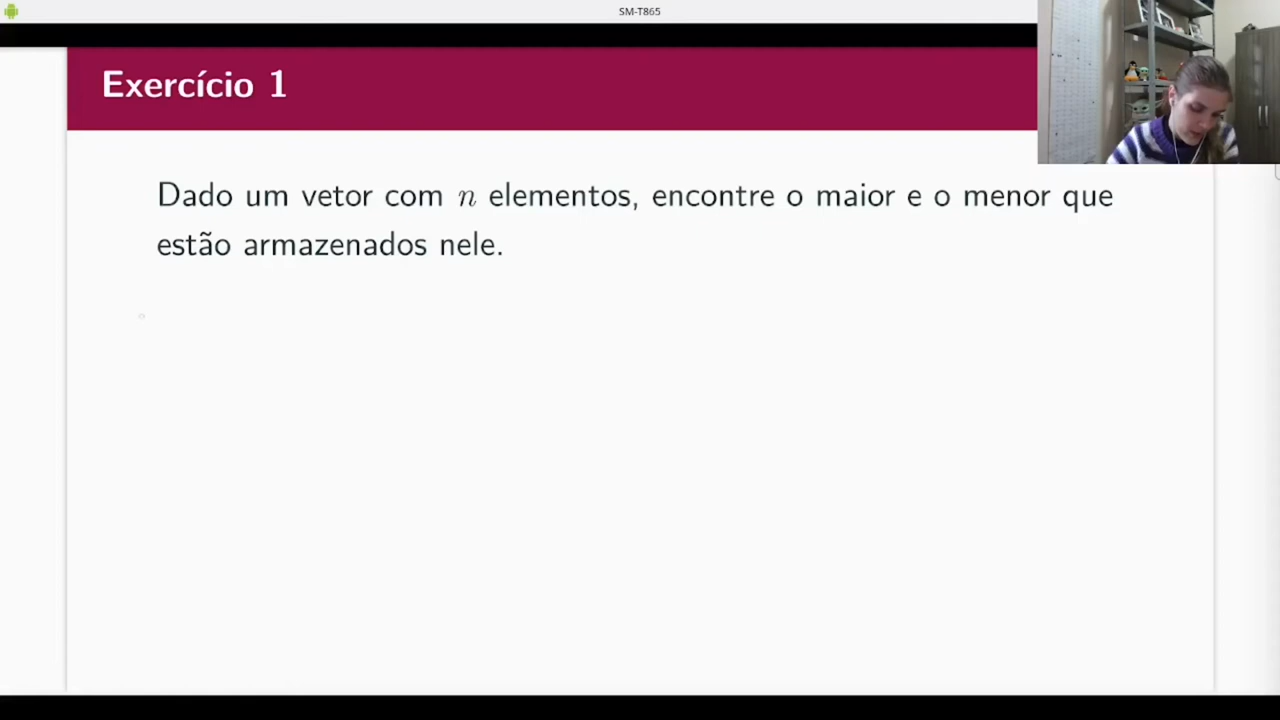 SM-T865
Exercício 1
Dado um vetor com n elementos, encontre o maior e o menor que
estão armazenados nele.